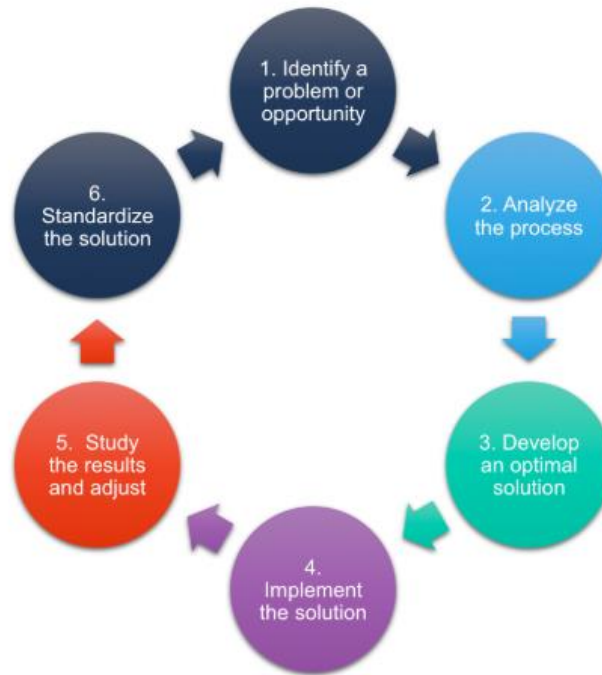 1. Identify a
problem or
opportunity
2. Analyze
the process
3. Develop
an optimal
solution
4.
Implement
the solution
5. Study
the results
and adjust
6.
Standardize
the solution